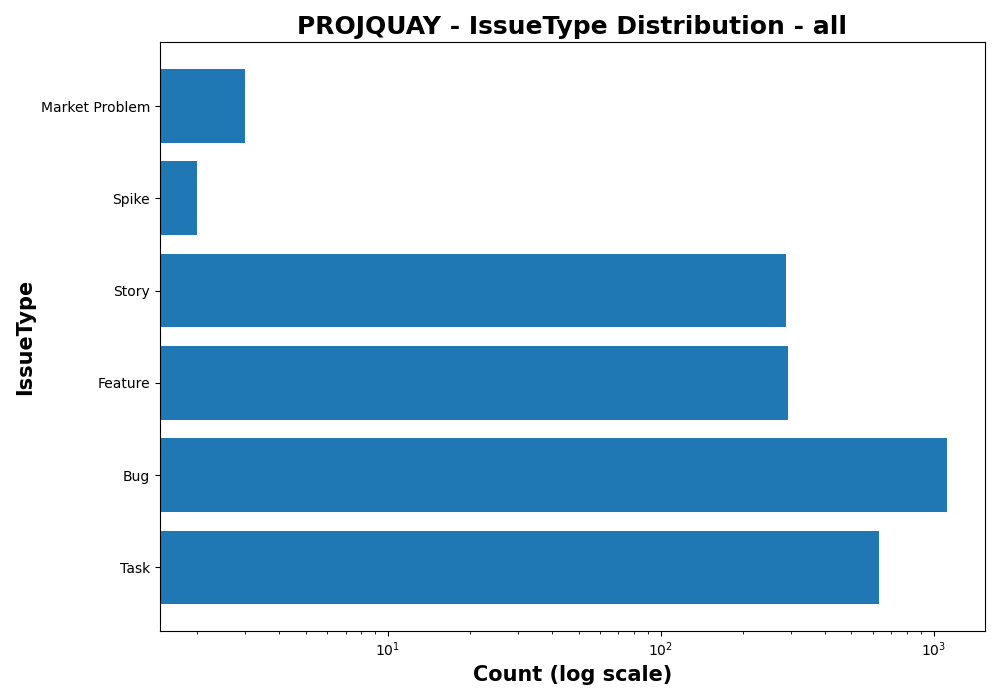 PROJQUAY - IssueType Distribution - all
Market Problem
Spike
Story
Feature
Bug
Task
IssueType
10¹
10²
10³
Count (log scale)